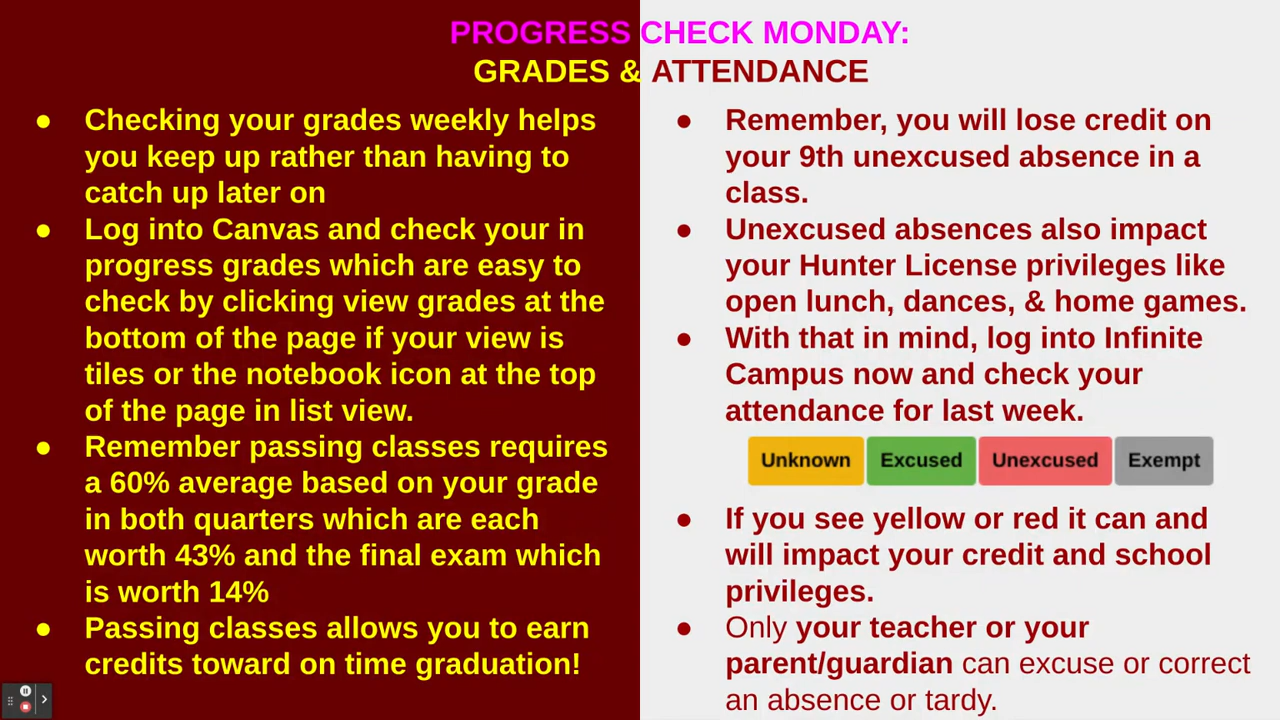 PROGRESS CHECK MONDAY:
GRADES & ATTENDANCE
● Checking your grades weekly helps
you keep up rather than having to
catch up later on
● Log into Canvas and check your in
progress grades which are easy to
check by clicking view grades at the
bottom of the page if your view is
tiles or the notebook icon at the top
of the page in list view.
● Remember passing classes requires
a 60% average based on your grade
in both quarters which are each
worth 43% and the final exam which
is worth 14%
● Passing classes allows you to earn
credits toward on time graduation!
● Remember, you will lose credit on
your 9th unexcused absence in a
class.
● Unexcused absences also impact
your Hunter License privileges like
open lunch, dances, & home games.
● With that in mind, log into Infinite
Campus now and check your
attendance for last week.
Unknown Excused Unexcused Exempt
● If you see yellow or red it can and
will impact your credit and school
privileges.
● Only your teacher or your
parent/guardian can excuse or correct
an absence or tardy.